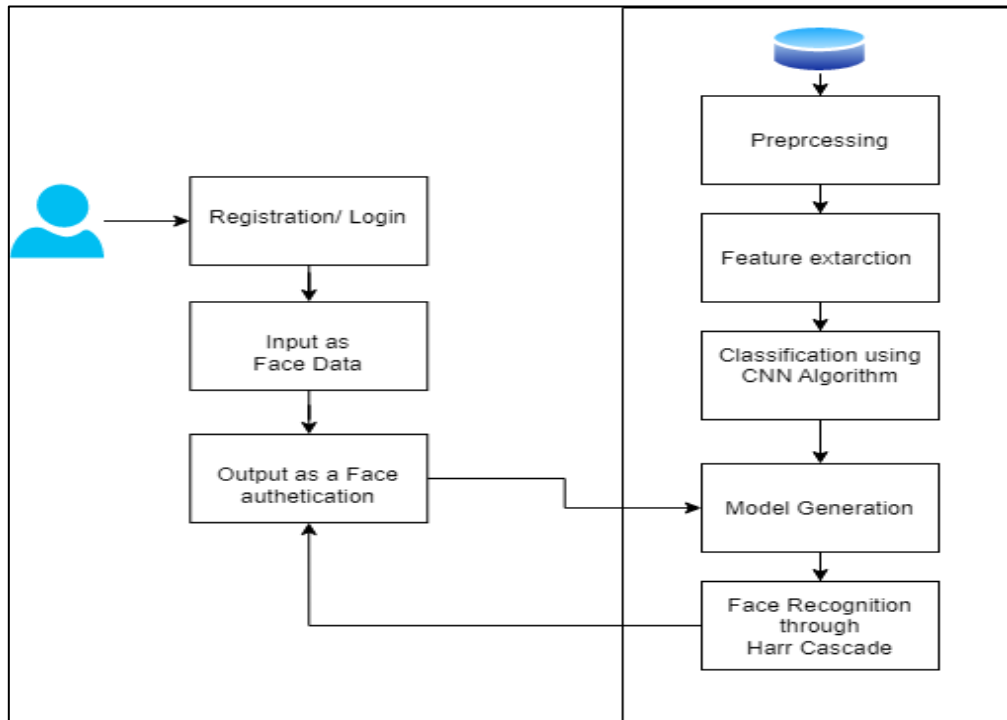 Registration/ Login
Input as
Face Data
Output as a Face
authetication
Preprcessing
Feature extarction
Classification using
CNN Algorithm
Model Generation
Face Recognition
through
Harr Cascade